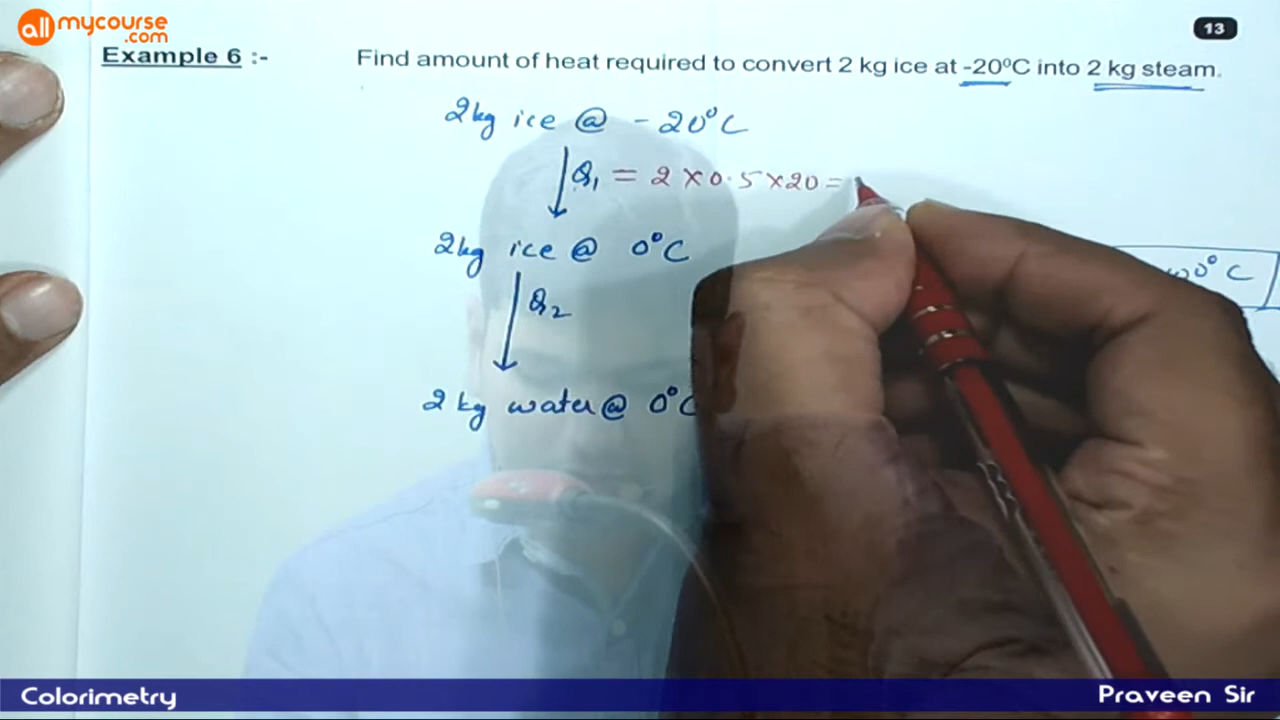 allmycourse.com
13
Example 6 :- Find amount of heat required to convert 2 kg ice at -20⁰C into 2 kg steam.
2kg ice @ -20°C
Q₁ = 2 × 0.5 × 20 =
2kg ice @ 0°C
00°C
Q₂
2 kg water @ 0°C
Colorimetry
Praveen Sir